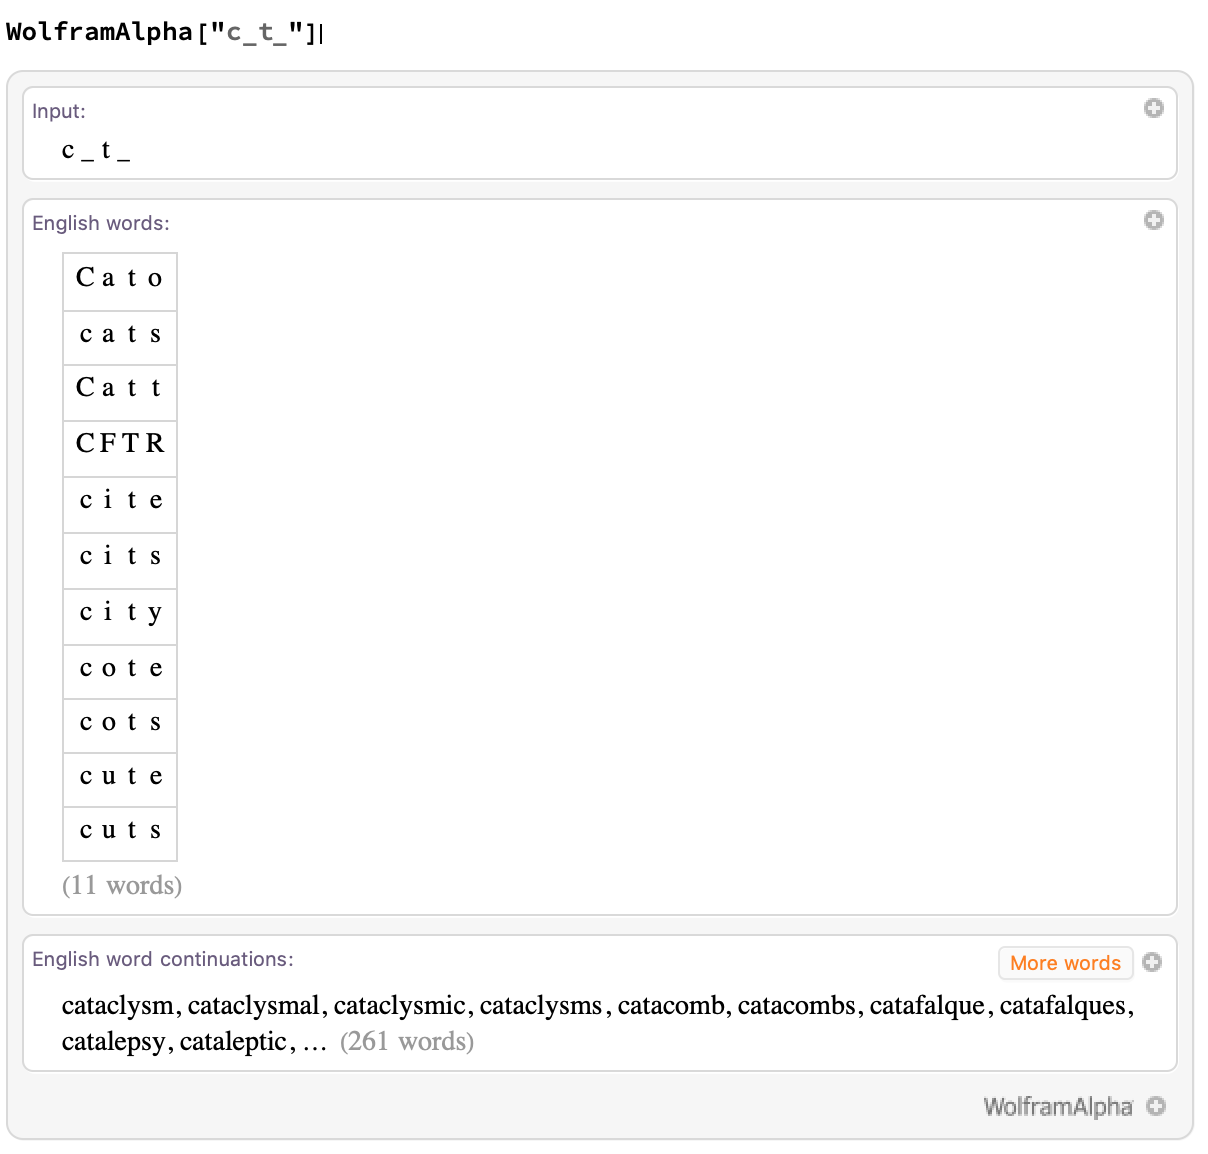 WolframAlpha["c_t_"]
Input:
c _ t _
English words:
C a t o
c a t s
C a t t
C F T R
c i t e
c i t s
c i t y
c o t e
c o t s
c u t e
c u t s
(11 words)
English word continuations:
More words
cataclysm, cataclysmal, cataclysmic, cataclysms, catacomb, catacombs, catafalque, catafalques,
catalepsy, cataleptic, … (261 words)
WolframAlpha